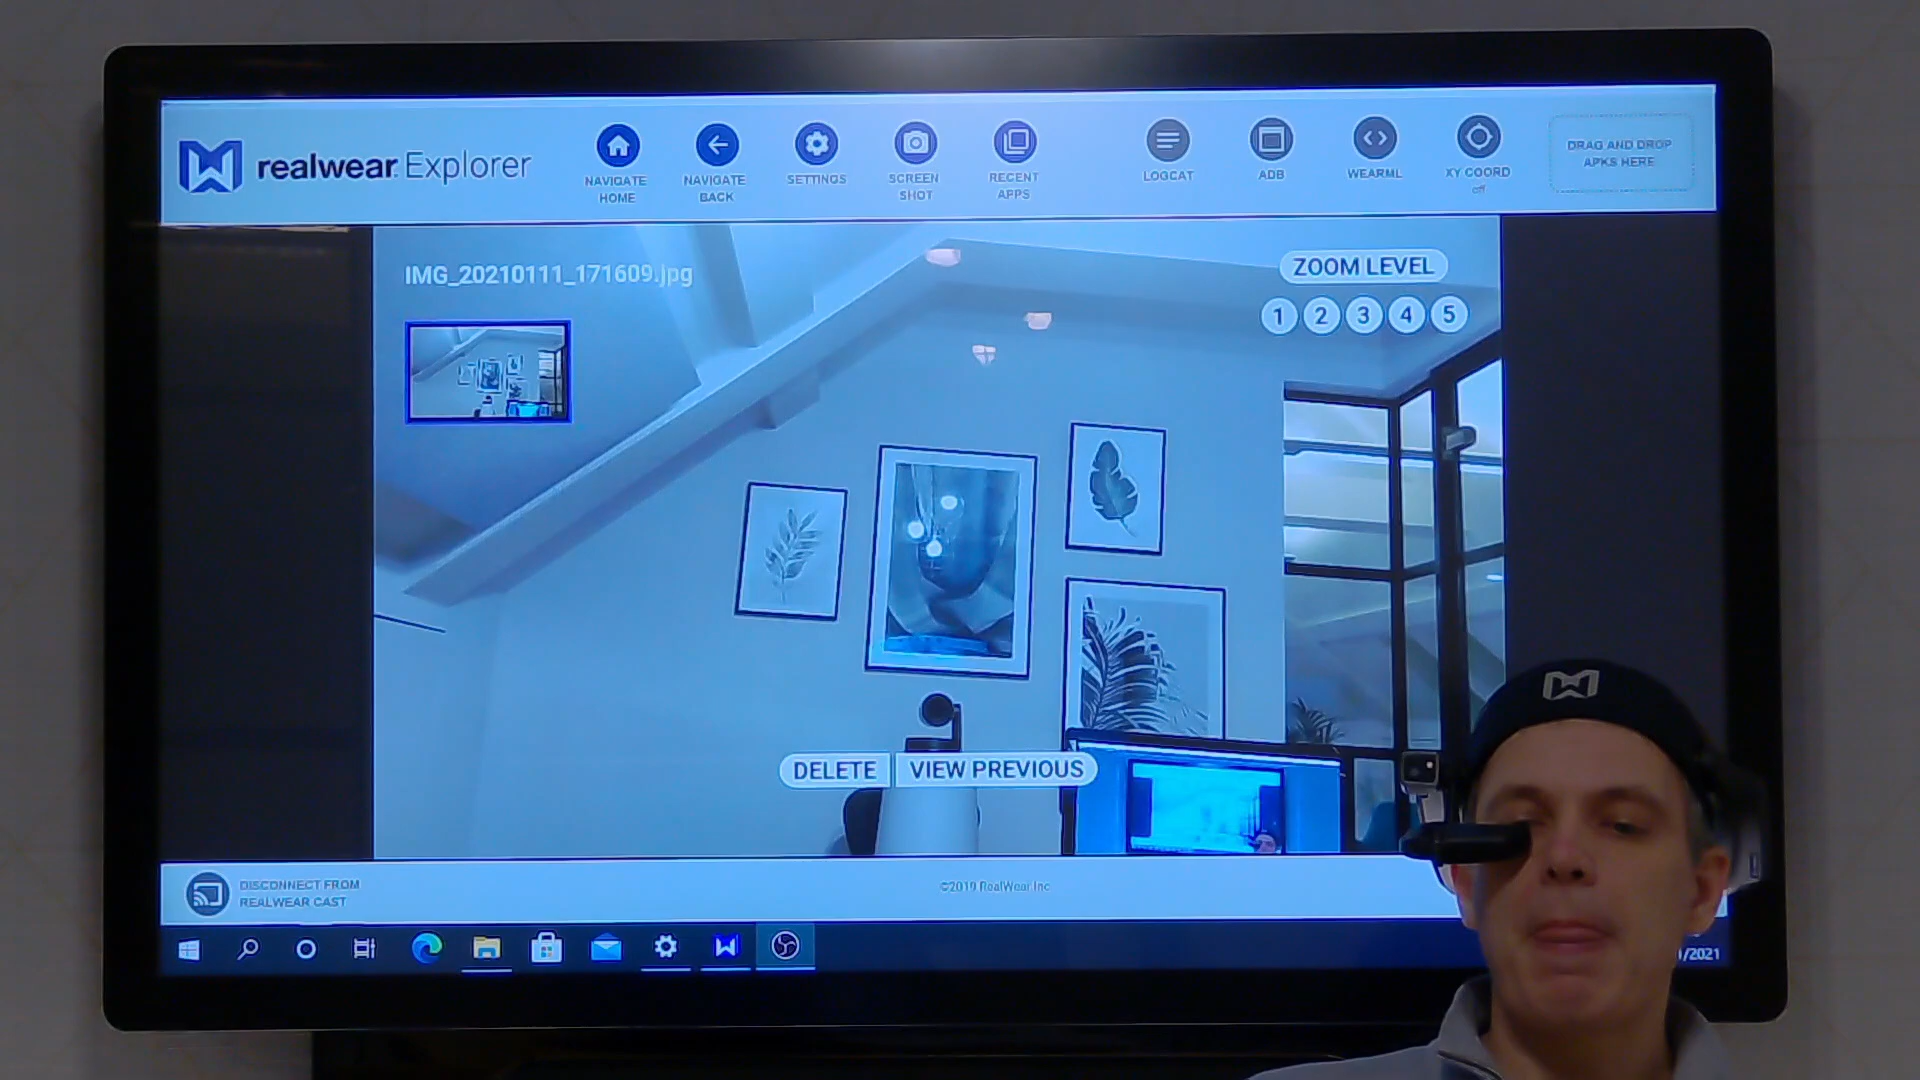 realwear Explorer
NAVIGATE
HOME
NAVIGATE
BACK
SETTINGS
SCREEN
SHOT
RECENT
APPS
LOGCAT
ADB
WEARML
XY COORD
off
DRAG AND DROP
APKS HERE
IMG_20210111_171609.jpg
ZOOM LEVEL
1 2 3 4 5
DELETE
VIEW PREVIOUS
DISCONNECT FROM
REALWEAR CAST
©2019 RealWear Inc
/2021